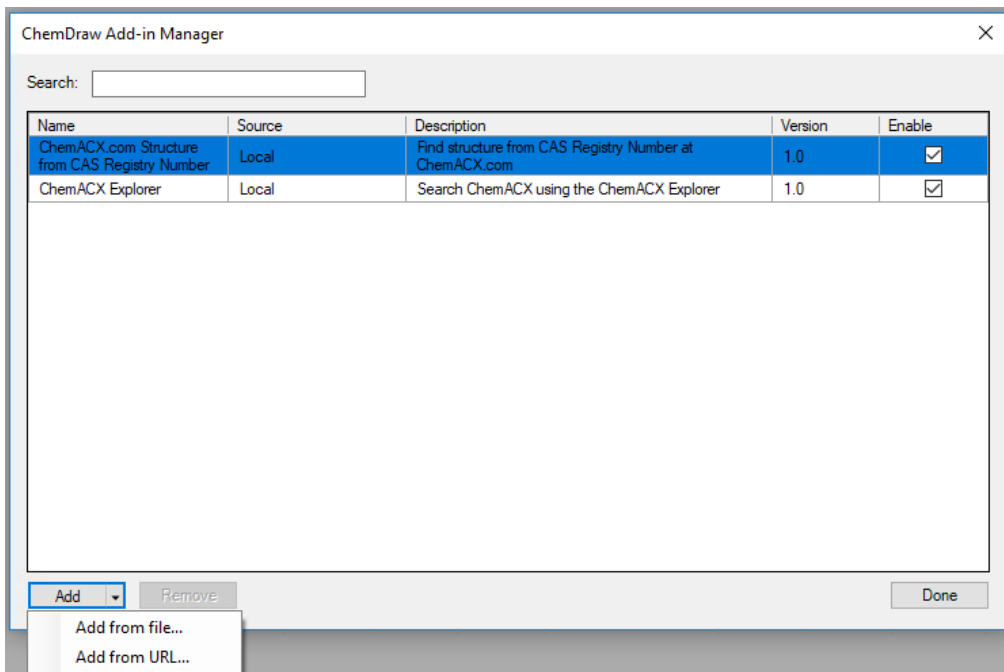 ChemDraw Add-in Manager
Search:
Name Source Description Version Enable
ChemACX.com Structure from CAS Registry Number Local Find structure from CAS Registry Number at ChemACX.com 1.0
ChemACX Explorer Local Search ChemACX using the ChemACX Explorer 1.0
Add Remove Done
Add from file...
Add from URL...